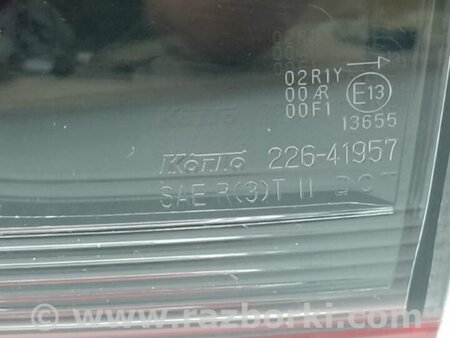 02R1Y
00AR
00F1
E13
13655
KOITO 226-41957
SAE R(3)T II DOT
www.razborki.com